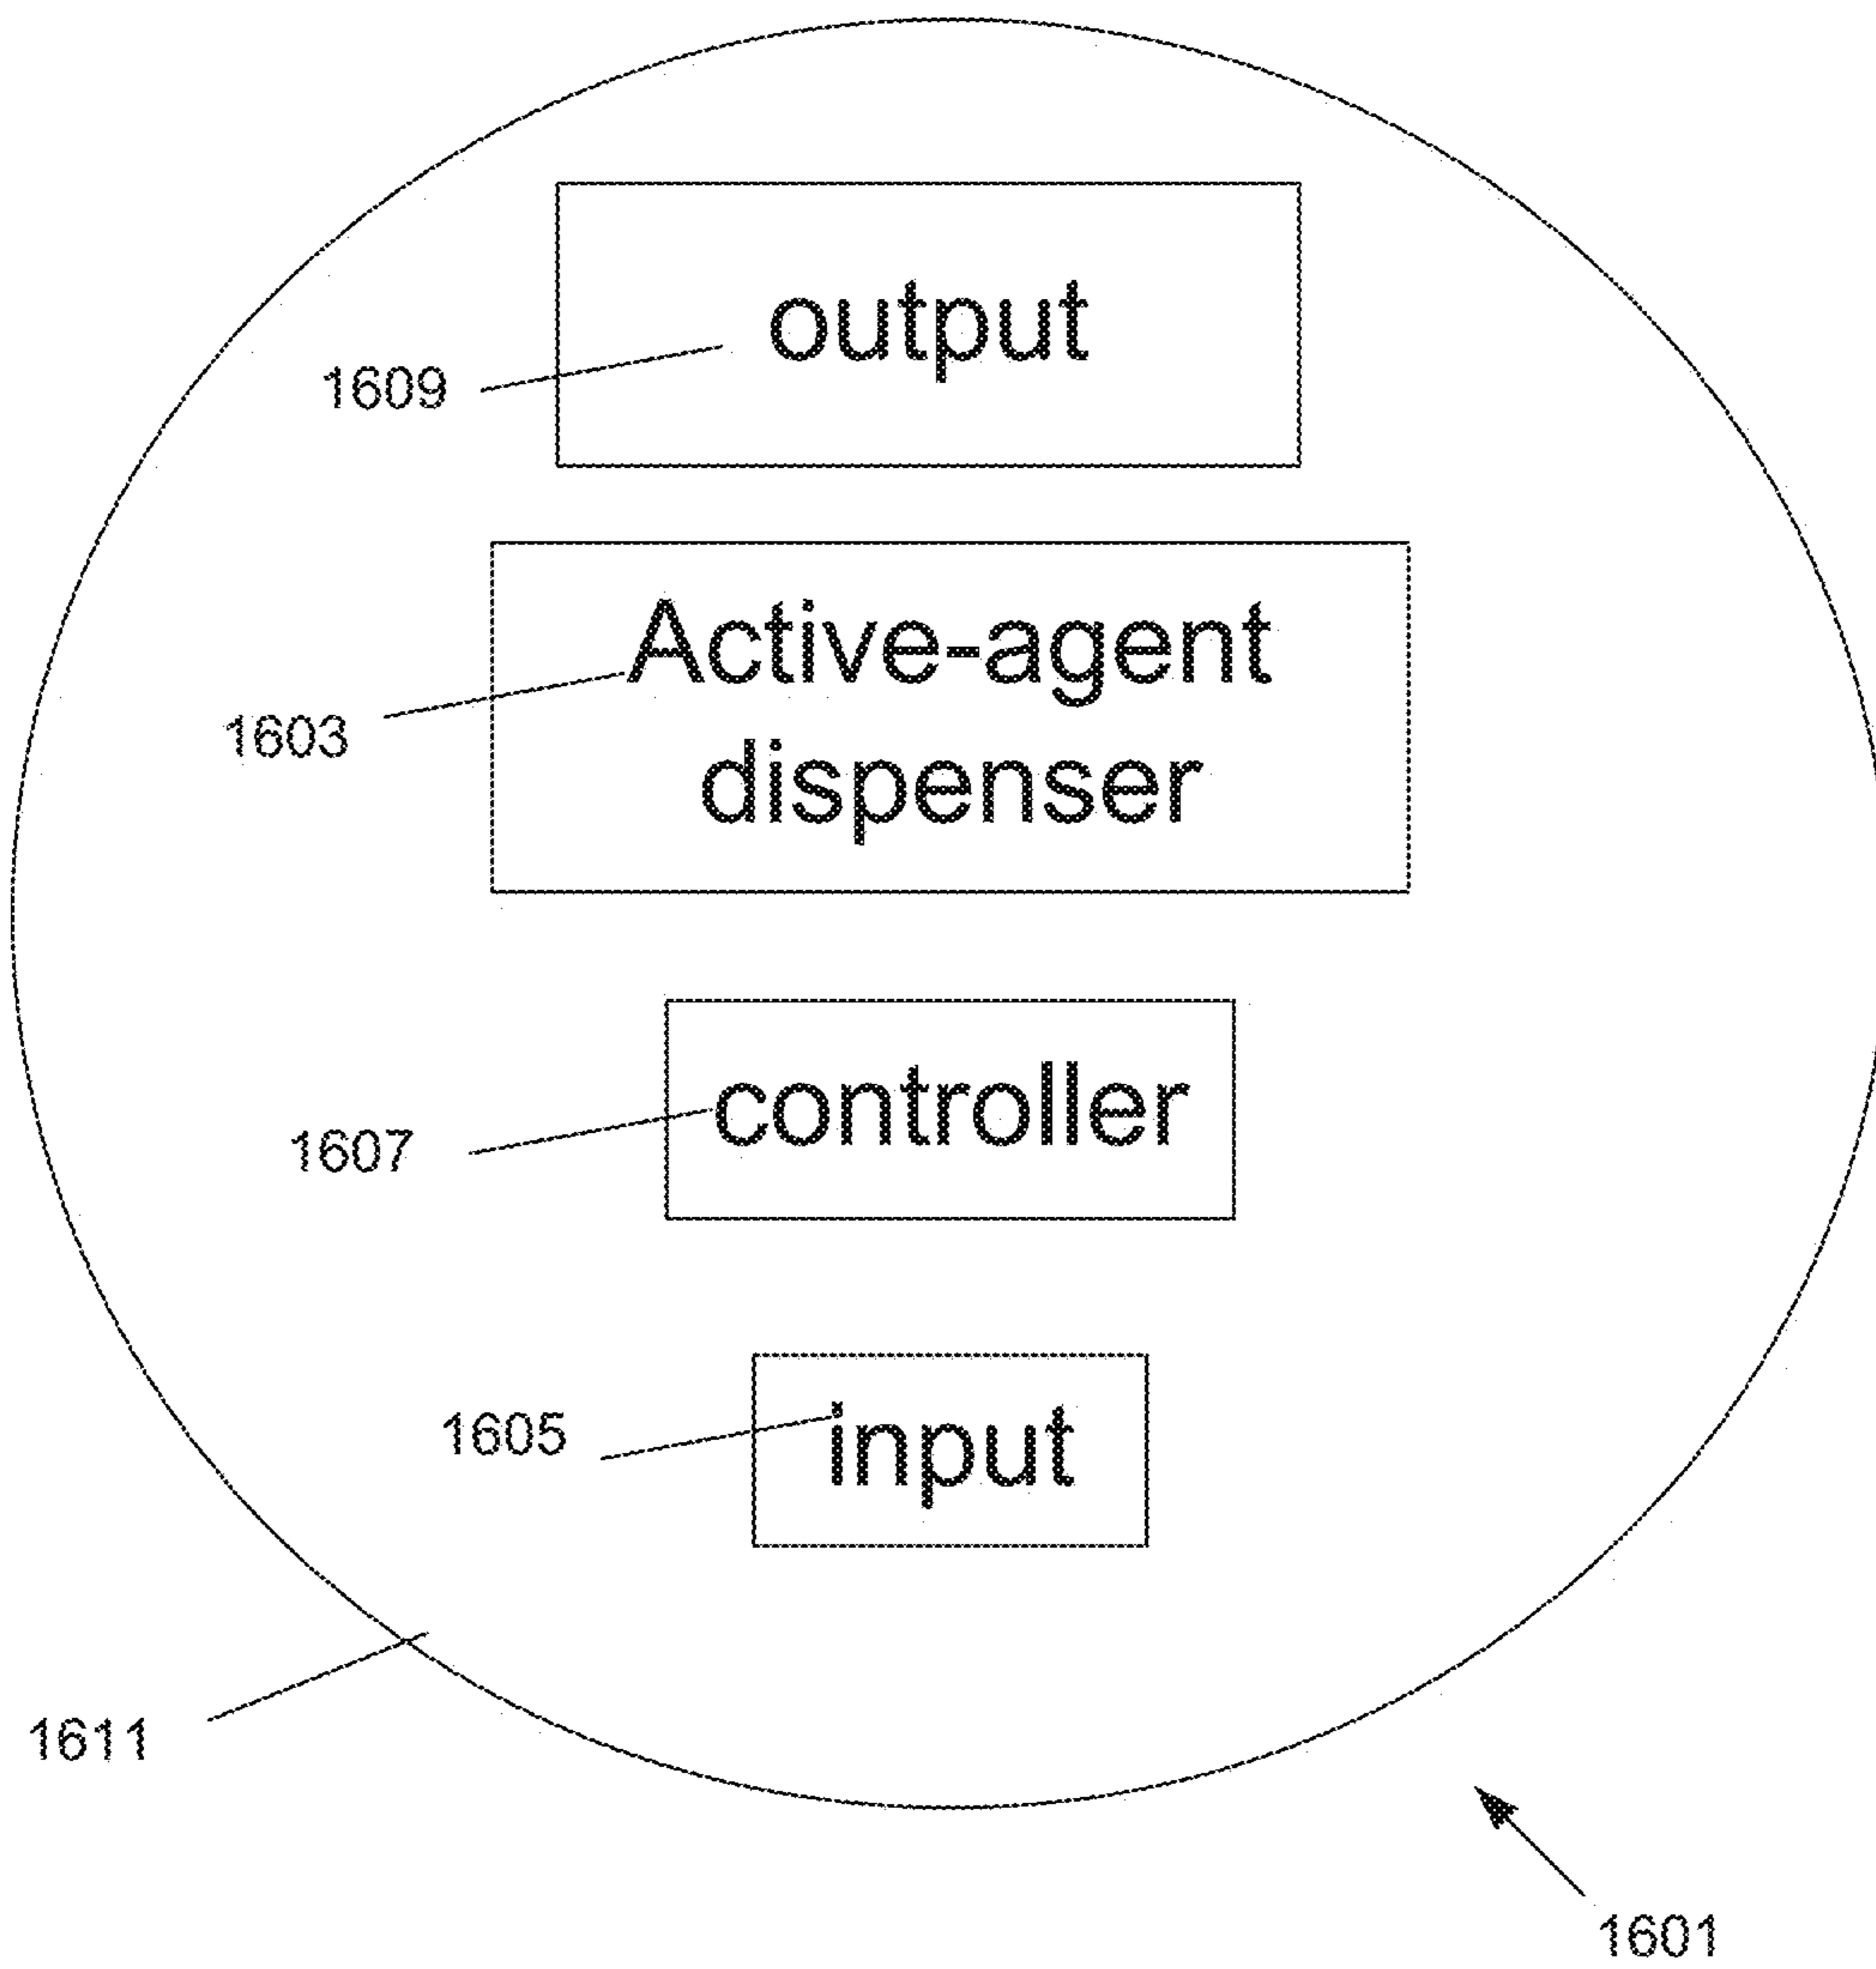 output
1609
Active-agent
1603
dispenser
controller
1607
1605
input
1611
1601